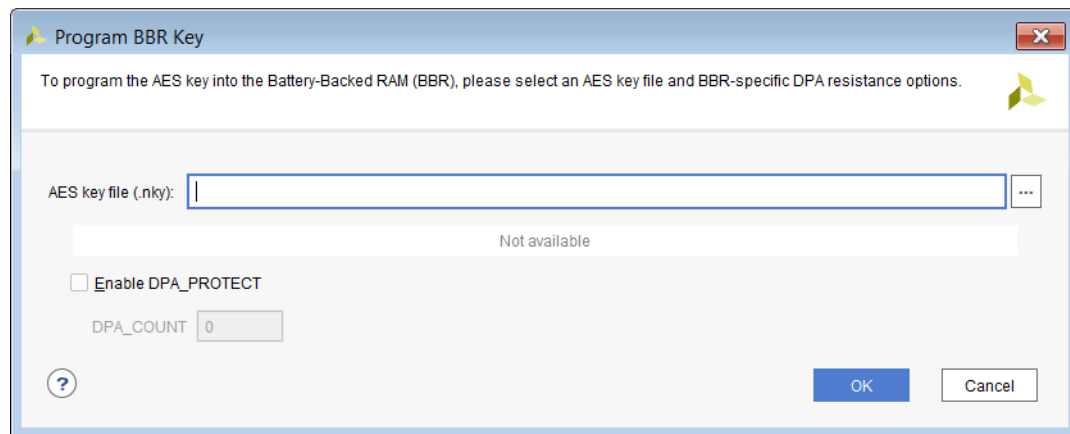 Program BBR Key
To program the AES key into the Battery-Backed RAM (BBR), please select an AES key file and BBR-specific DPA resistance options.
AES key file (.nky):
...
Not available
Enable DPA_PROTECT
DPA_COUNT 0
?
OK Cancel